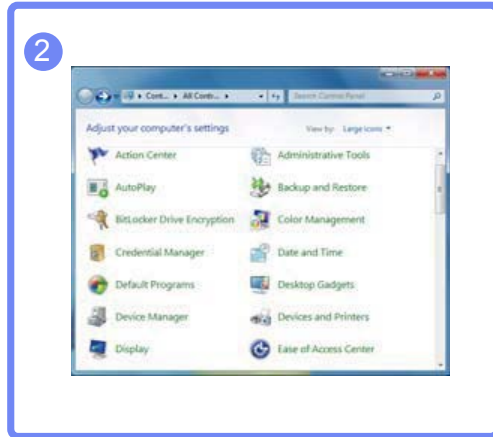 2
Cont... All Contr...
Search Control Panel
Adjust your computer's settings View by: Large icons
Action Center Administrative Tools
AutoPlay Backup and Restore
BitLocker Drive Encryption Color Management
Credential Manager Date and Time
Default Programs Desktop Gadgets
Device Manager Devices and Printers
Display Ease of Access Center